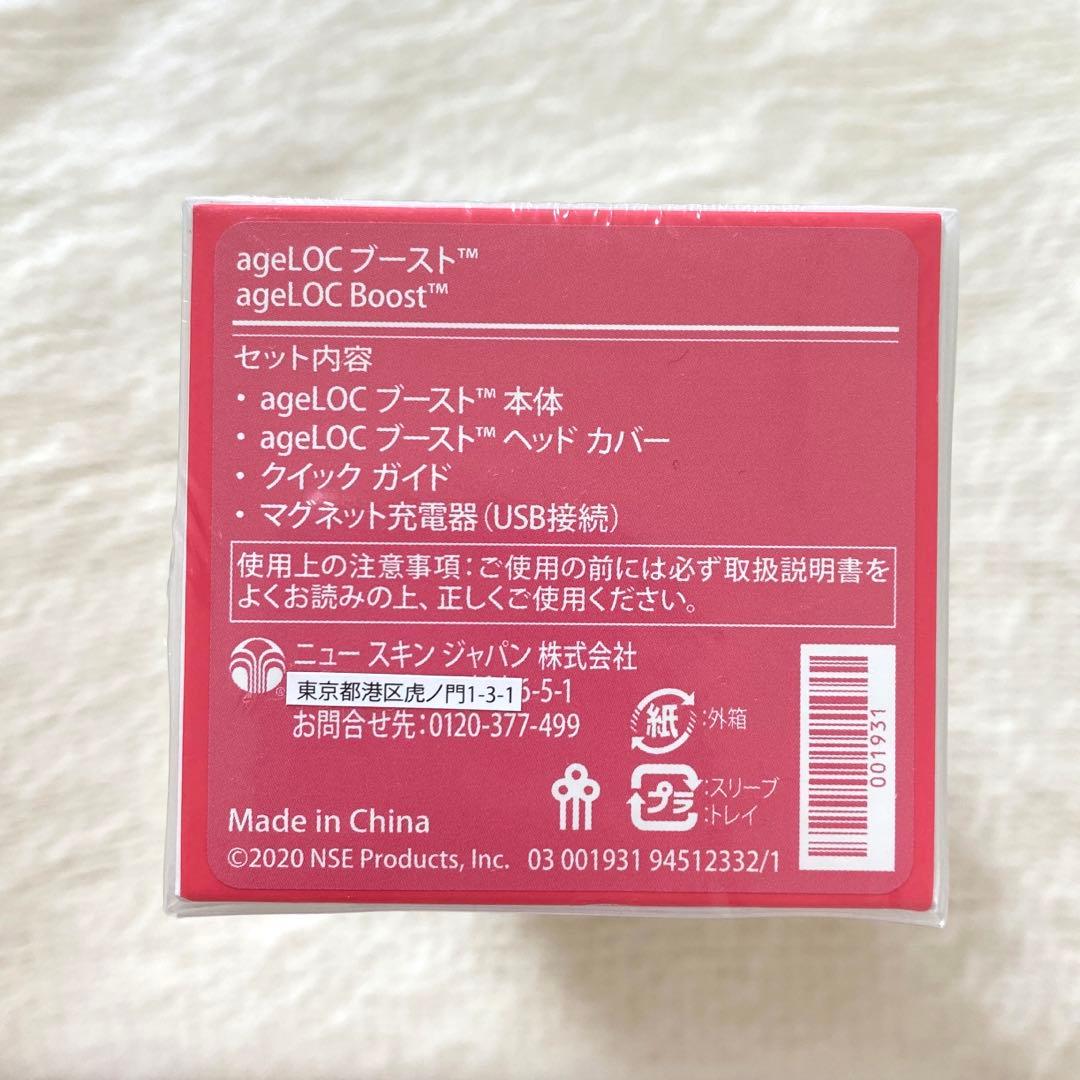 ageLOC ブースト™
ageLOC Boost™
セット内容
・ ageLOC ブースト™ 本体
・ ageLOC ブースト™ ヘッド カバー
・ クイック ガイド
・ マグネット充電器(USB接続)
使用上の注意事項:ご使用の前には必ず取扱説明書を
よくお読みの上、正しくご使用ください。
ニュー スキン ジャパン 株式会社
東京都港区虎ノ門1-3-1 6-5-1
お問合せ先:0120-377-499
紙 :外箱
プラ :スリーブ
:トレイ
Made in China
©2020 NSE Products, Inc. 03 001931 94512332/1
001931